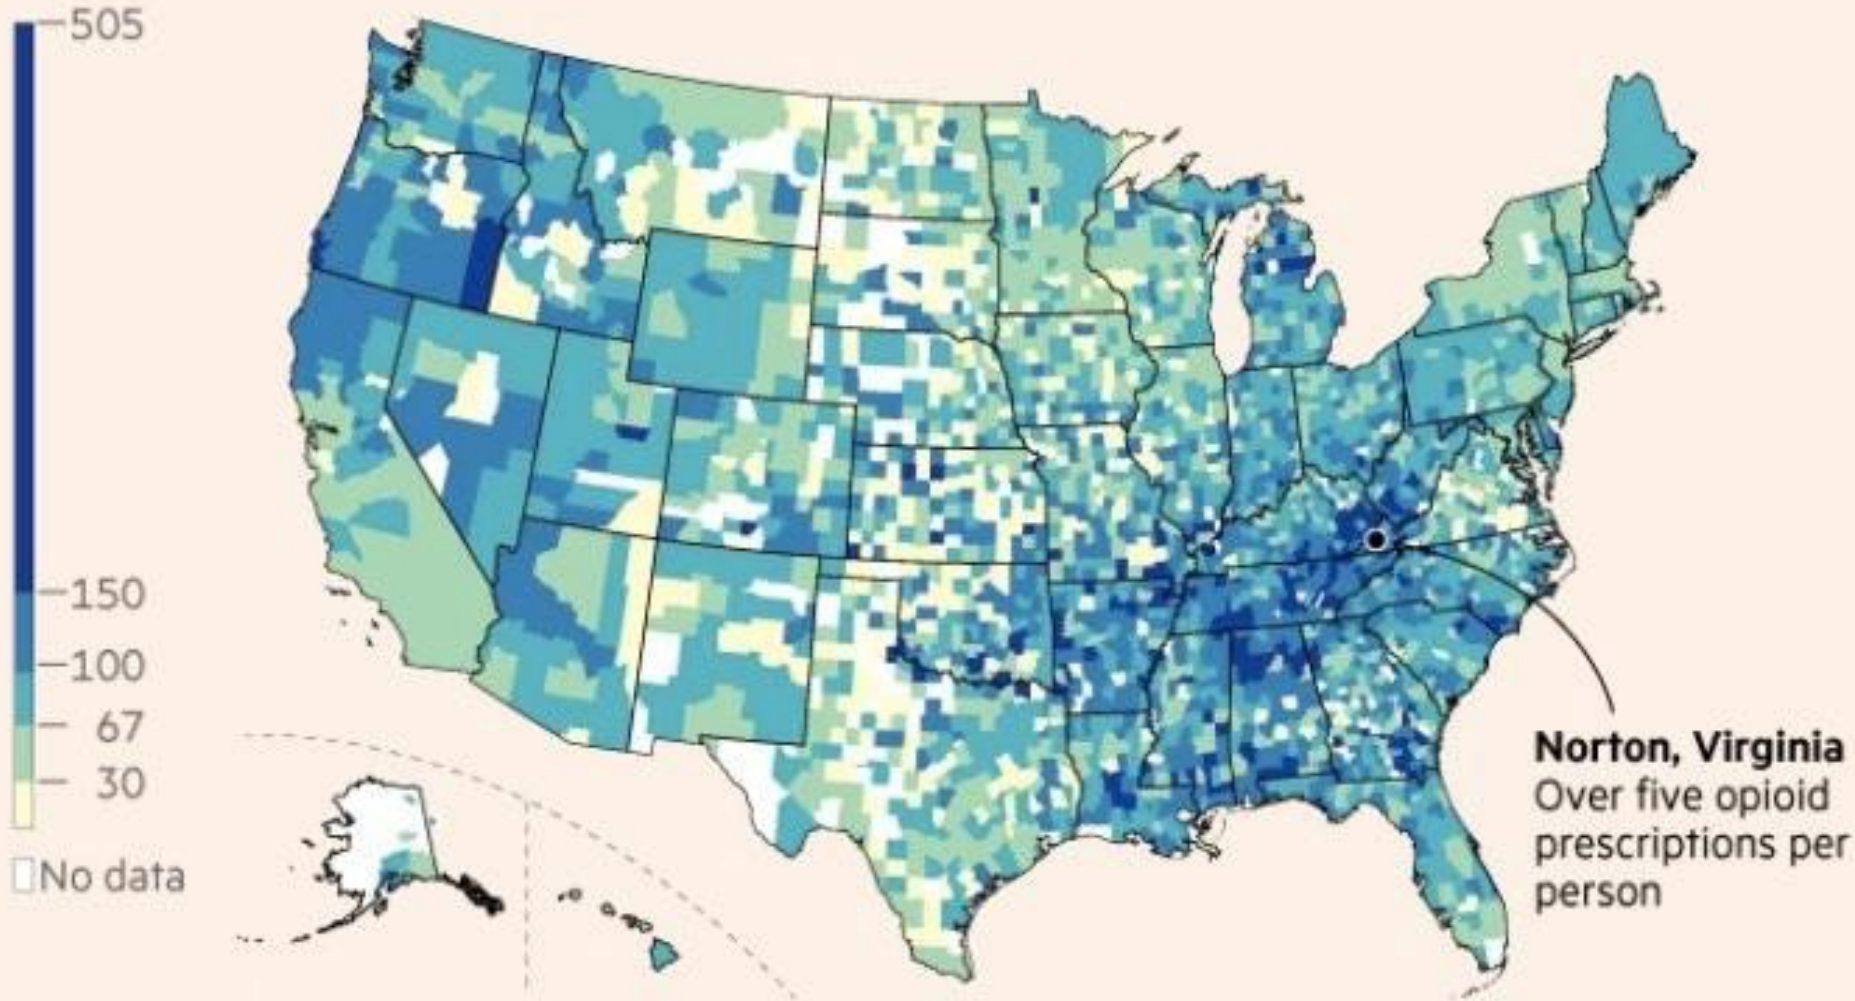 505
150
100
67
30
No data
Norton, Virginia
Over five opioid
prescriptions per
person